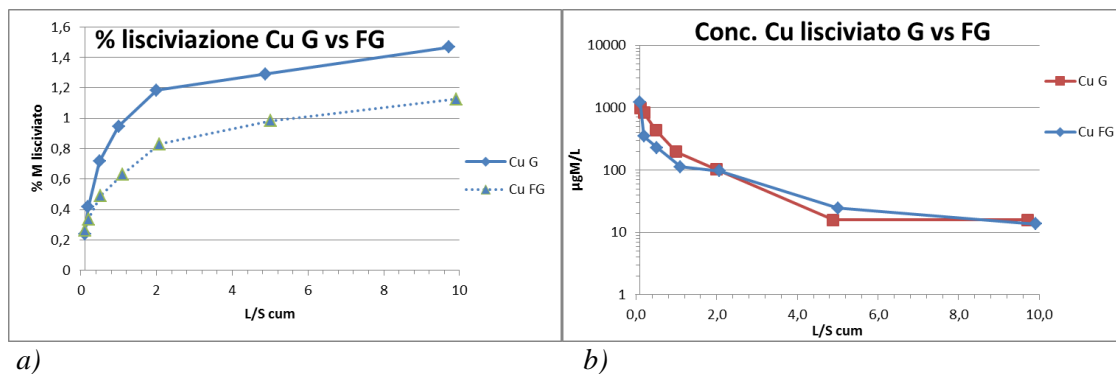 % lisciviazione Cu G vs FG
1,6
1,4
1,2
1
0,8
0,6
0,4
0,2
0
% M lisciviato
0
2
4
6
8
10
L/S cum
Cu G
Cu FG
a)
Conc. Cu lisciviato G vs FG
10000
1000
100
10
1
µgM/L
0,0
2,0
4,0
6,0
8,0
10,0
L/S cum
Cu G
Cu FG
b)